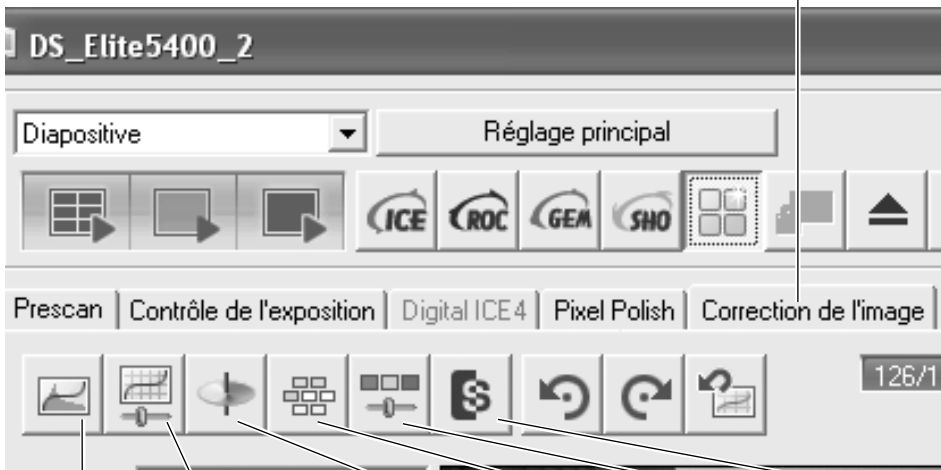 DS_Elite5400_2
Diapositive Réglage principal
ICE ROC GEM SHO
Prescan Contrôle de l'exposition Digital ICE4 Pixel Polish Correction de l'image
S 126/1